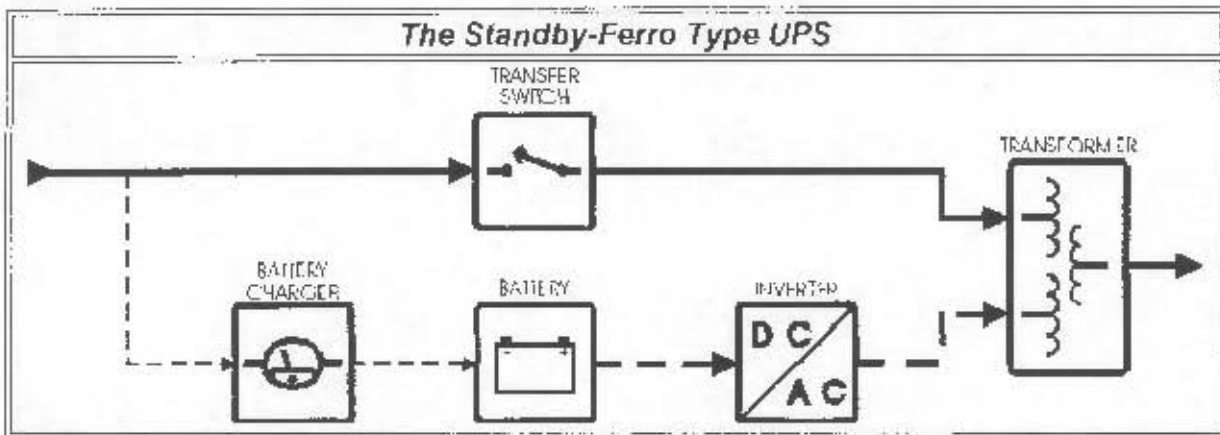 The Standby-Ferro Type UPS
TRANSFER
SWITCH
TRANSFORMER
BATTERY
CHARGER
BATTERY
INVERTER
D C
A C